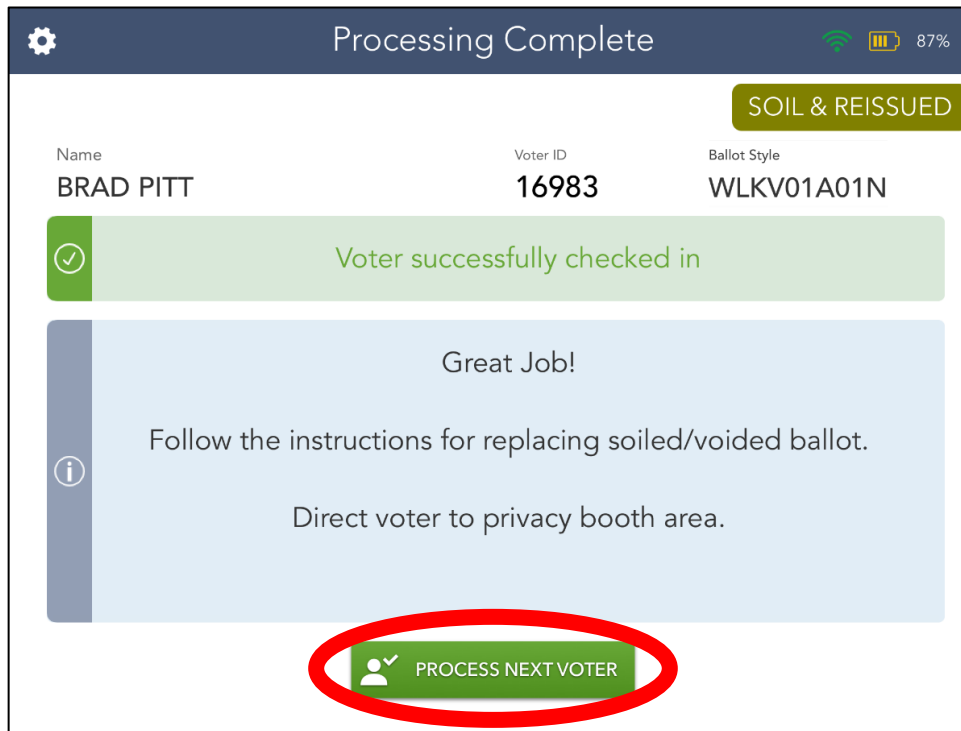 Processing Complete
87%
SOIL & REISSUED
Name
Voter ID
Ballot Style
BRAD PITT
16983
WLKV01A01N
Voter successfully checked in
Great Job!
Follow the instructions for replacing soiled/voided ballot.
Direct voter to privacy booth area.
PROCESS NEXT VOTER